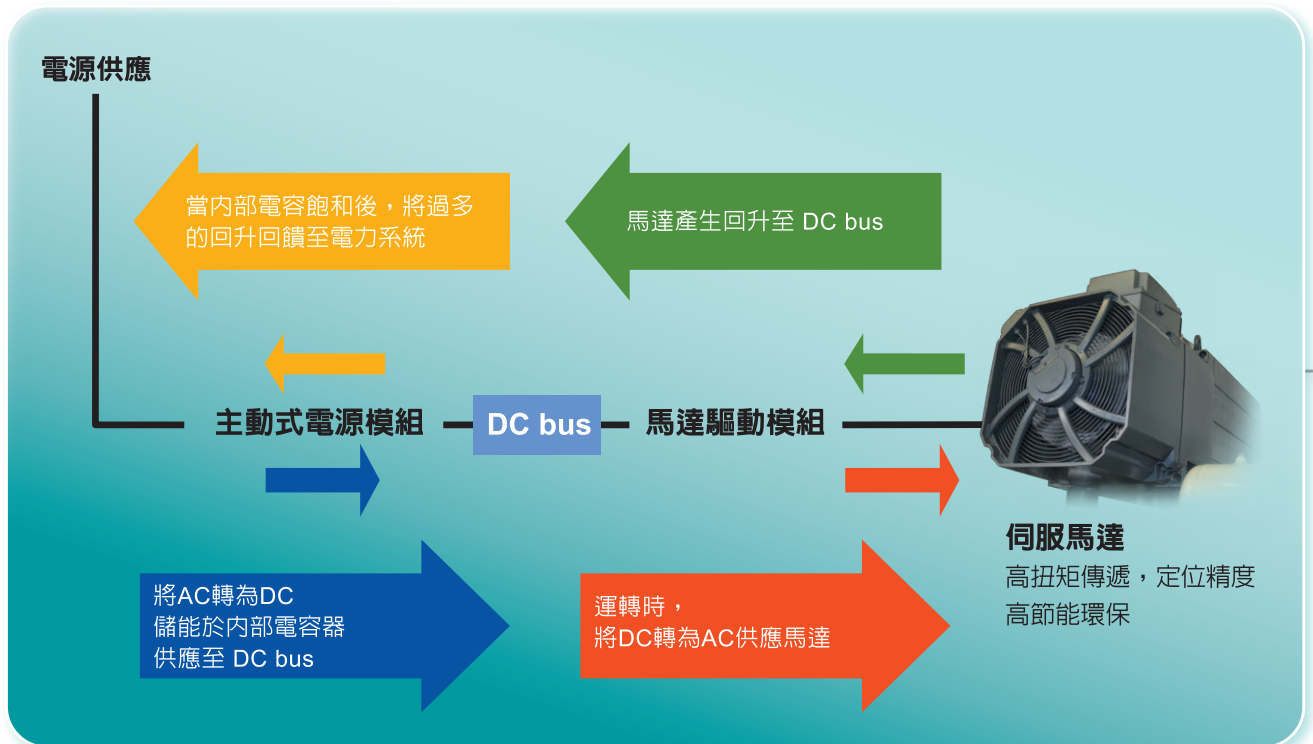 電源供應
當內部電容飽和後，將過多
的回升回饋至電力系統
馬達產生回升至 DC bus
主動式電源模組
DC bus
馬達驅動模組
將AC轉為DC
儲能於內部電容器
供應至 DC bus
運轉時，
將DC轉為AC供應馬達
伺服馬達
高扭矩傳遞，定位精度
高節能環保